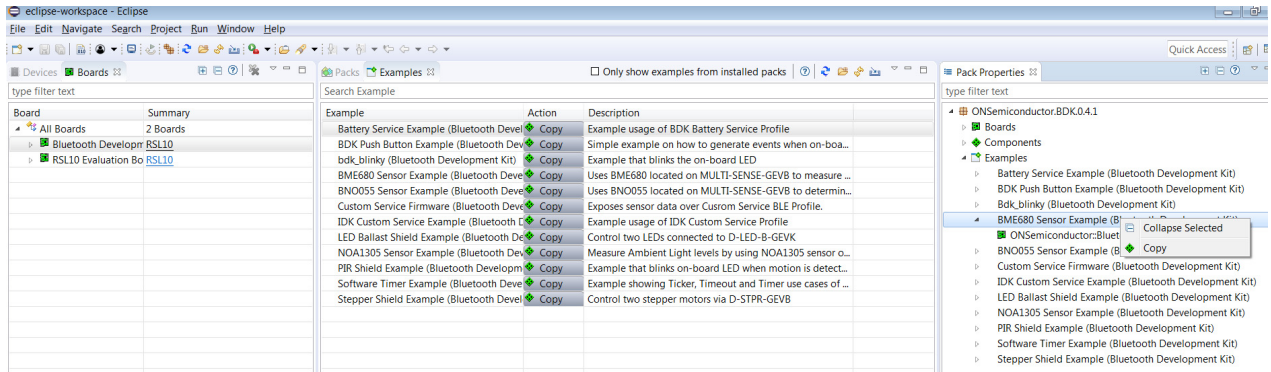 eclipse-workspace - Eclipse
File Edit Navigate Search Project Run Window Help
Quick Access
Devices Boards
type filter text
Board Summary
All Boards 2 Boards
Bluetooth Developm RSL10
RSL10 Evaluation Bo RSL10
Packs Examples Only show examples from installed packs
Search Example
Example Action Description
Battery Service Example (Bluetooth Devel Copy Example usage of BDK Battery Service Profile
BDK Push Button Example (Bluetooth Dev Copy Simple example on how to generate events when on-boa...
bdk_blinky (Bluetooth Development Kit) Copy Example that blinks the on-board LED
BME680 Sensor Example (Bluetooth Deve Copy Uses BME680 located on MULTI-SENSE-GEVB to measure ...
BNO055 Sensor Example (Bluetooth Deve Copy Uses BNO055 located on MULTI-SENSE-GEVB to determin...
Custom Service Firmware (Bluetooth Deve Copy Exposes sensor data over Cusrom Service BLE Profile.
IDK Custom Service Example (Bluetooth D Copy Example usage of IDK Custom Service Profile
LED Ballast Shield Example (Bluetooth De Copy Control two LEDs connected to D-LED-B-GEVK
NOA1305 Sensor Example (Bluetooth Dev Copy Measure Ambient Light levels by using NOA1305 sensor o...
PIR Shield Example (Bluetooth Developm Copy Example that blinks on-board LED when motion is detect...
Software Timer Example (Bluetooth Deve Copy Example showing Ticker, Timeout and Timer use cases of ...
Stepper Shield Example (Bluetooth Devel Copy Control two stepper motors via D-STPR-GEVB
Pack Properties
type filter text
ONSemiconductor.BDK.0.4.1
Boards
Components
Examples
Battery Service Example (Bluetooth Development Kit)
BDK Push Button Example (Bluetooth Development Kit)
Bdk_blinky (Bluetooth Development Kit)
BME680 Sensor Example (Bluetooth Development Kit)
ONSemiconductor::Bluet
BNO055 Sensor Example (B
Collapse Selected
Copy
Custom Service Firmware (Bluetooth Development Kit)
IDK Custom Service Example (Bluetooth Development Kit)
LED Ballast Shield Example (Bluetooth Development Kit)
NOA1305 Sensor Example (Bluetooth Development Kit)
PIR Shield Example (Bluetooth Development Kit)
Software Timer Example (Bluetooth Development Kit)
Stepper Shield Example (Bluetooth Development Kit)